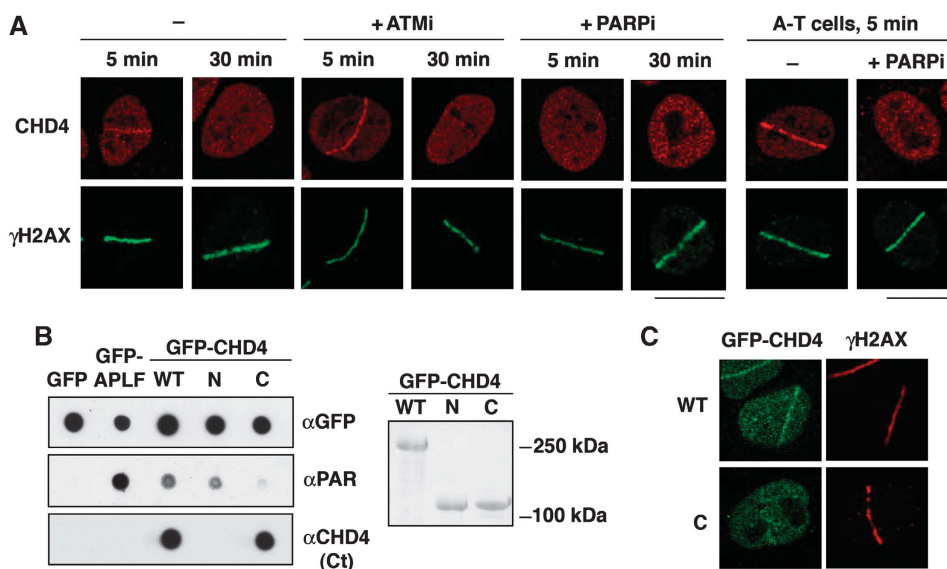 A
– + ATMi + PARPi A-T cells, 5 min
5 min 30 min 5 min 30 min 5 min 30 min – + PARPi
CHD4
γH2AX
B
GFP-CHD4
GFP-
GFP APLF WT N C
αGFP
αPAR
αCHD4
(Ct)
GFP-CHD4
WT N C
–250 kDa
–100 kDa
C
GFP-CHD4 γH2AX
WT
C